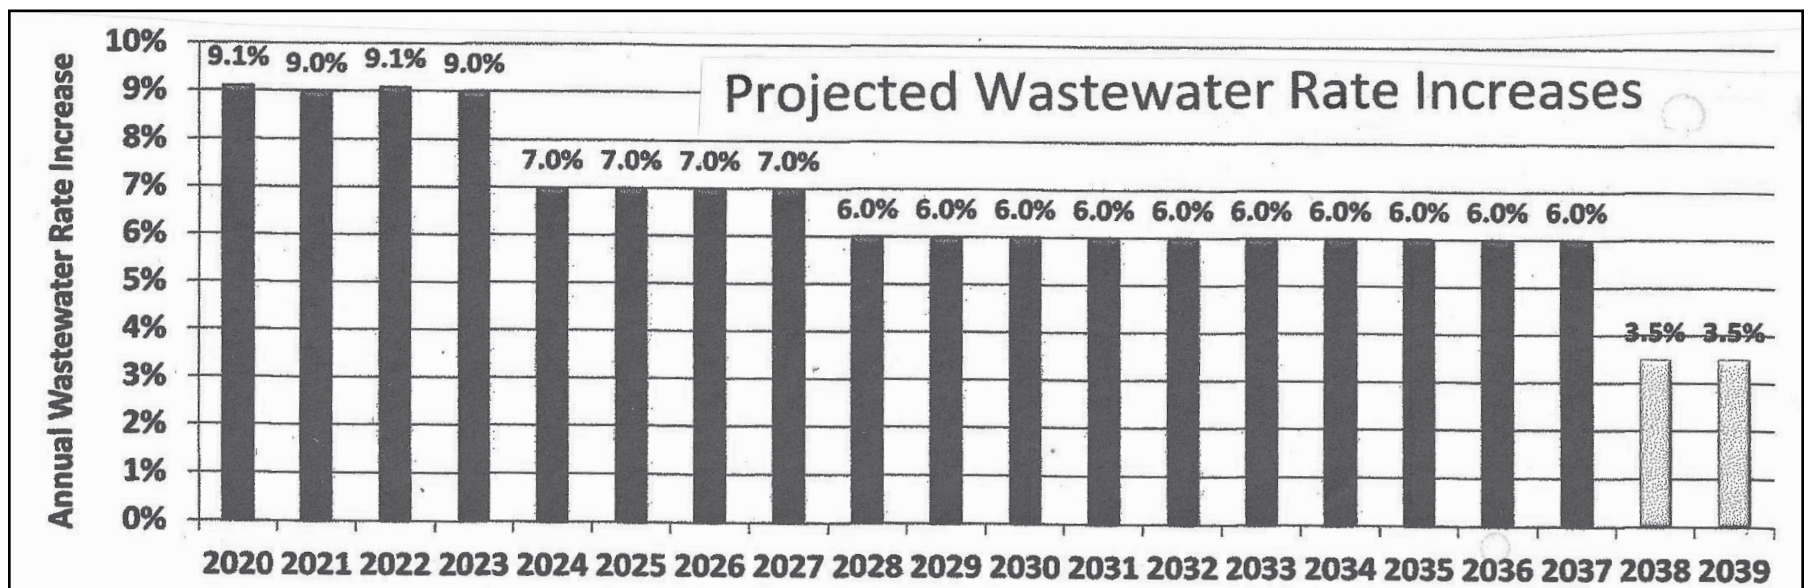 Projected Wastewater Rate Increases
Annual Wastewater Rate Increase
10%
9%
8%
7%
6%
5%
4%
3%
2%
1%
0%
9.1% 9.0% 9.1% 9.0%
7.0% 7.0% 7.0% 7.0%
6.0% 6.0% 6.0% 6.0% 6.0% 6.0% 6.0% 6.0% 6.0% 6.0%
3.5% 3.5%
2020 2021 2022 2023 2024 2025 2026 2027 2028 2029 2030 2031 2032 2033 2034 2035 2036 2037 2038 2039